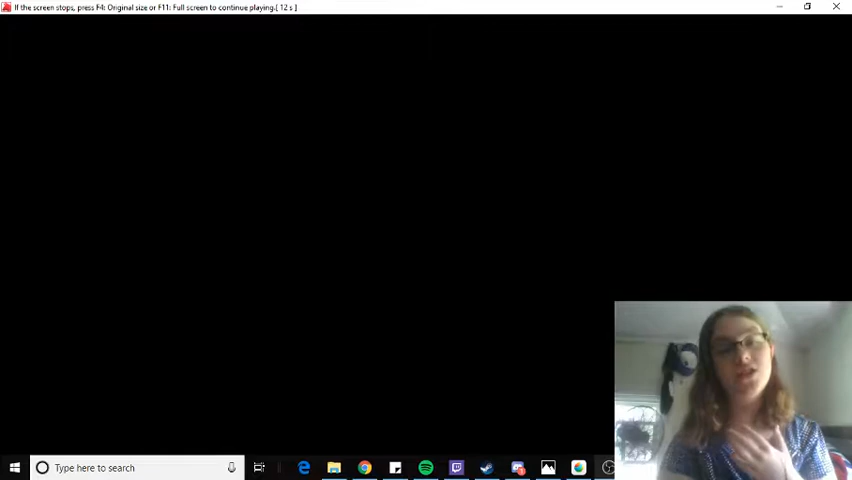 If the screen stops, press F4: Original size or F11: Full screen to continue playing.[ 12 s ]
Type here to search